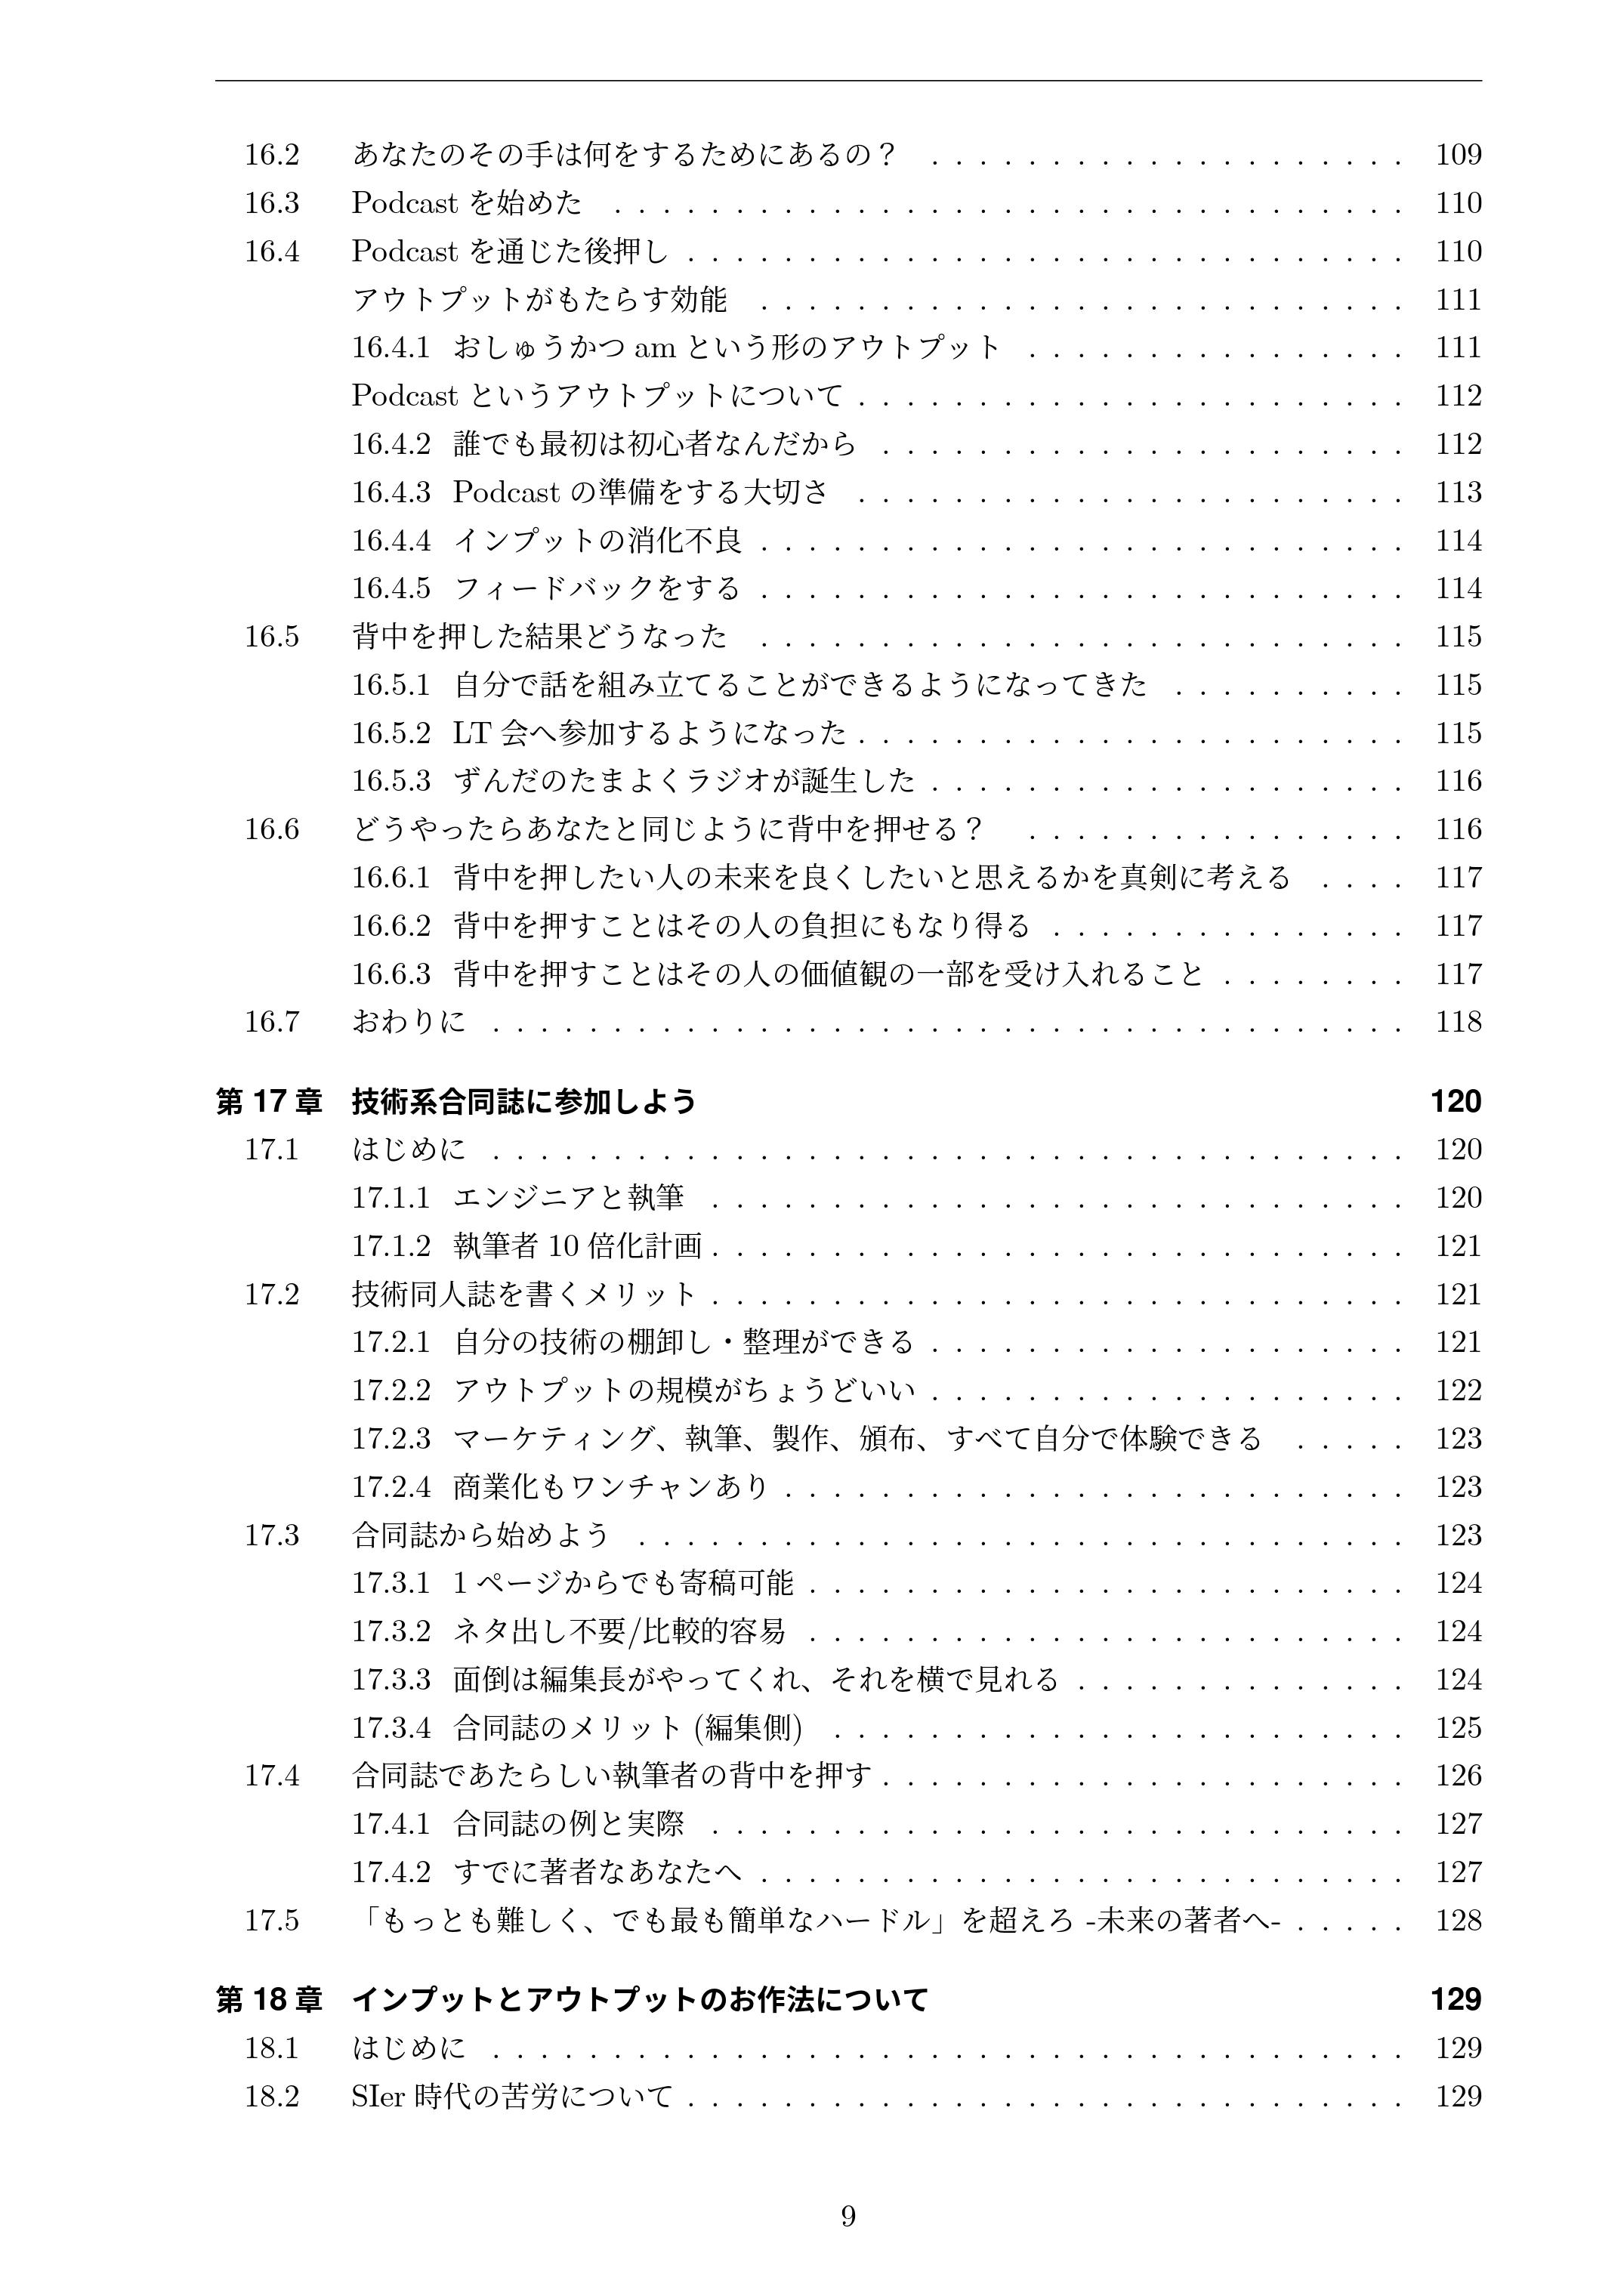 16.2 あなたのその手は何をするためにあるの？ . . . . . . . . . . . . . . . . . . . . 109
16.3 Podcast を始めた . . . . . . . . . . . . . . . . . . . . . . . . . . . . . . . . . 110
16.4 Podcast を通じた後押し . . . . . . . . . . . . . . . . . . . . . . . . . . . . . . 110
アウトプットがもたらす効能 . . . . . . . . . . . . . . . . . . . . . . . . . . . 111
16.4.1 おしゅうかつ am という形のアウトプット . . . . . . . . . . . . . . . . 111
Podcast というアウトプットについて . . . . . . . . . . . . . . . . . . . . . . . 112
16.4.2 誰でも最初は初心者なんだから . . . . . . . . . . . . . . . . . . . . . . 112
16.4.3 Podcast の準備をする大切さ . . . . . . . . . . . . . . . . . . . . . . . 113
16.4.4 インプットの消化不良 . . . . . . . . . . . . . . . . . . . . . . . . . . . 114
16.4.5 フィードバックをする . . . . . . . . . . . . . . . . . . . . . . . . . . . 114
16.5 背中を押した結果どうなった . . . . . . . . . . . . . . . . . . . . . . . . . . . 115
16.5.1 自分で話を組み立てることができるようになってきた . . . . . . . . . . 115
16.5.2 LT 会へ参加するようになった . . . . . . . . . . . . . . . . . . . . . . . 115
16.5.3 ずんだのたまよくラジオが誕生した . . . . . . . . . . . . . . . . . . . . 116
16.6 どうやったらあなたと同じように背中を押せる？ . . . . . . . . . . . . . . . . 116
16.6.1 背中を押したい人の未来を良くしたいと思えるかを真剣に考える . . . . 117
16.6.2 背中を押すことはその人の負担にもなり得る . . . . . . . . . . . . . . . 117
16.6.3 背中を押すことはその人の価値観の一部を受け入れること . . . . . . . . 117
16.7 おわりに . . . . . . . . . . . . . . . . . . . . . . . . . . . . . . . . . . . . . . 118
第 17 章 技術系合同誌に参加しよう 120
17.1 はじめに . . . . . . . . . . . . . . . . . . . . . . . . . . . . . . . . . . . . . . 120
17.1.1 エンジニアと執筆 . . . . . . . . . . . . . . . . . . . . . . . . . . . . . 120
17.1.2 執筆者 10 倍化計画 . . . . . . . . . . . . . . . . . . . . . . . . . . . . . 121
17.2 技術同人誌を書くメリット . . . . . . . . . . . . . . . . . . . . . . . . . . . . . 121
17.2.1 自分の技術の棚卸し・整理ができる . . . . . . . . . . . . . . . . . . . . 121
17.2.2 アウトプットの規模がちょうどいい . . . . . . . . . . . . . . . . . . . . 122
17.2.3 マーケティング、執筆、製作、頒布、すべて自分で体験できる . . . . . 123
17.2.4 商業化もワンチャンあり . . . . . . . . . . . . . . . . . . . . . . . . . . 123
17.3 合同誌から始めよう . . . . . . . . . . . . . . . . . . . . . . . . . . . . . . . . 123
17.3.1 1 ページからでも寄稿可能 . . . . . . . . . . . . . . . . . . . . . . . . . 124
17.3.2 ネタ出し不要/比較的容易 . . . . . . . . . . . . . . . . . . . . . . . . . 124
17.3.3 面倒は編集長がやってくれ、それを横で見れる . . . . . . . . . . . . . . 124
17.3.4 合同誌のメリット (編集側) . . . . . . . . . . . . . . . . . . . . . . . . 125
17.4 合同誌であたらしい執筆者の背中を押す . . . . . . . . . . . . . . . . . . . . . . 126
17.4.1 合同誌の例と実際 . . . . . . . . . . . . . . . . . . . . . . . . . . . . . 127
17.4.2 すでに著者なあなたへ . . . . . . . . . . . . . . . . . . . . . . . . . . . 127
17.5 「もっとも難しく、でも最も簡単なハードル」を超えろ -未来の著者へ- . . . . . 128
第 18 章 インプットとアウトプットのお作法について 129
18.1 はじめに . . . . . . . . . . . . . . . . . . . . . . . . . . . . . . . . . . . . . . 129
18.2 SIer 時代の苦労について . . . . . . . . . . . . . . . . . . . . . . . . . . . . . . 129
9